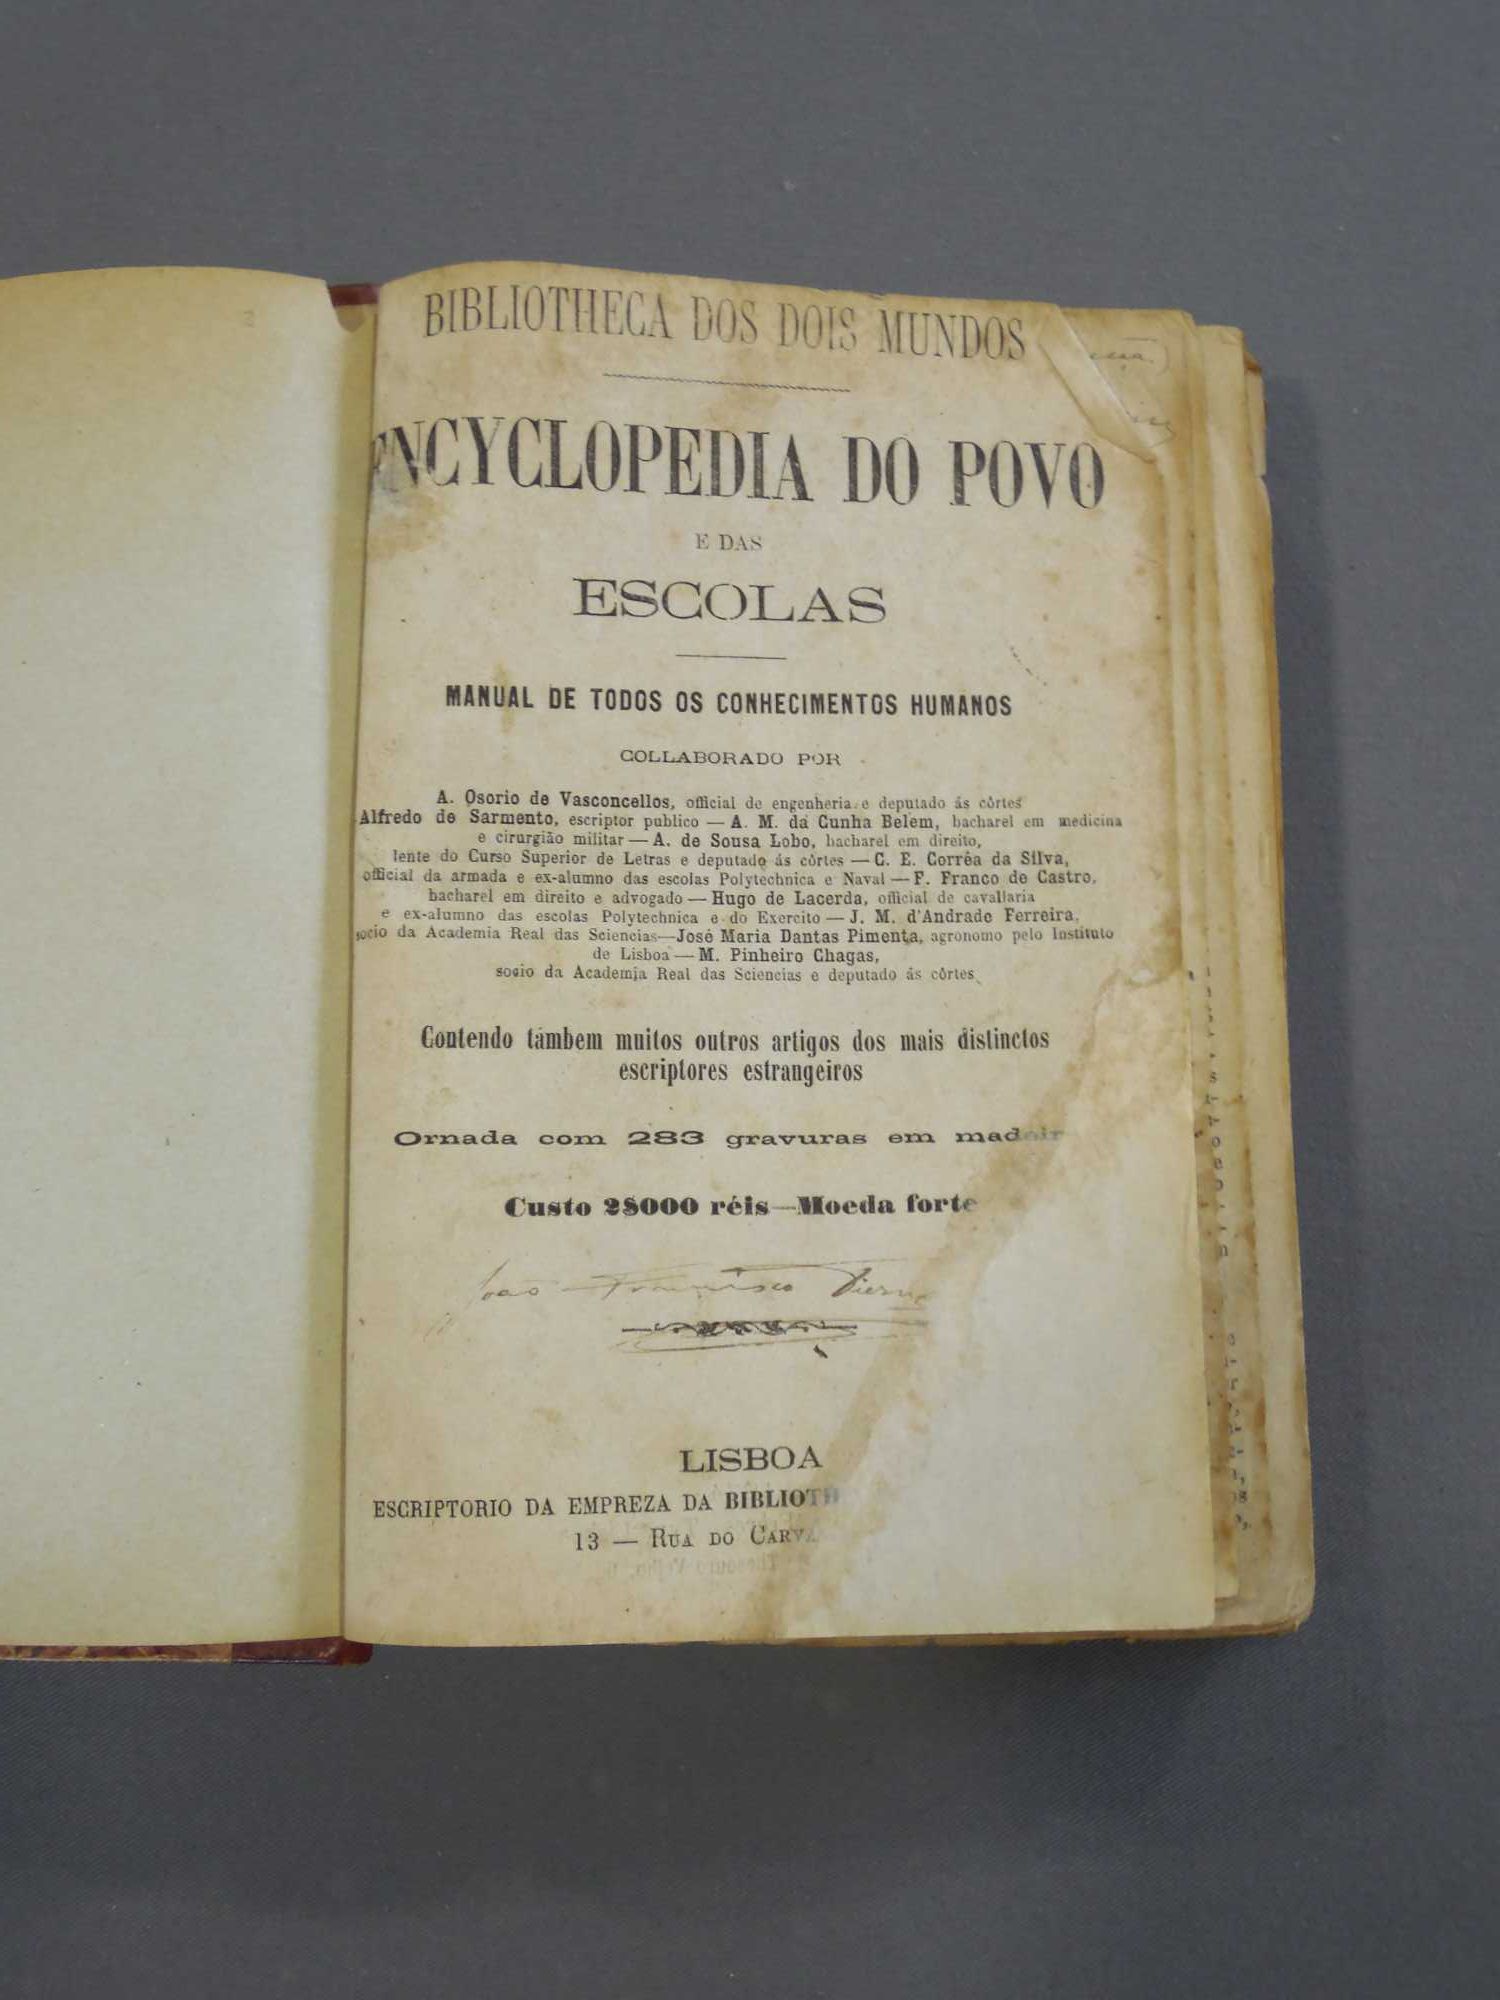 BIBLIOTHECA DOS DOIS MUNDOS
ENCYCLOPEDIA DO POVO
E DAS
ESCOLAS
MANUAL DE TODOS OS CONHECIMENTOS HUMANOS
COLLABORADO POR
A. Osorio de Vasconcellos, official de engenheria e deputado ás côrtes
Alfredo de Sarmento, escriptor publico — A. M. da Cunha Belem, bacharel em medicina
e cirurgião militar — A. de Sousa Lobo, bacharel em direito,
lente do Curso Superior de Letras e deputado ás côrtes — C. E. Corrêa da Silva,
official da armada e ex-alumno das escolas Polytechnica e Naval — F. Franco de Castro,
bacharel em direito e advogado — Hugo de Lacerda, official de cavallaria
e ex-alumno das escolas Polytechnica e do Exercito — J. M. d'Andrade Ferreira,
socio da Academia Real das Sciencias — José Maria Dantas Pimenta, agronomo pelo Instituto
de Lisboa — M. Pinheiro Chagas,
socio da Academia Real das Sciencias e deputado ás côrtes
Contendo tambem muitos outros artigos dos mais distinctos
escriptores estrangeiros
Ornada com 283 gravuras em madeir
Custo 2$000 réis — Moeda forte
João Francisco
LISBOA
ESCRIPTORIO DA EMPREZA DA BIBLIOTH
13 — RUA DO CARVA